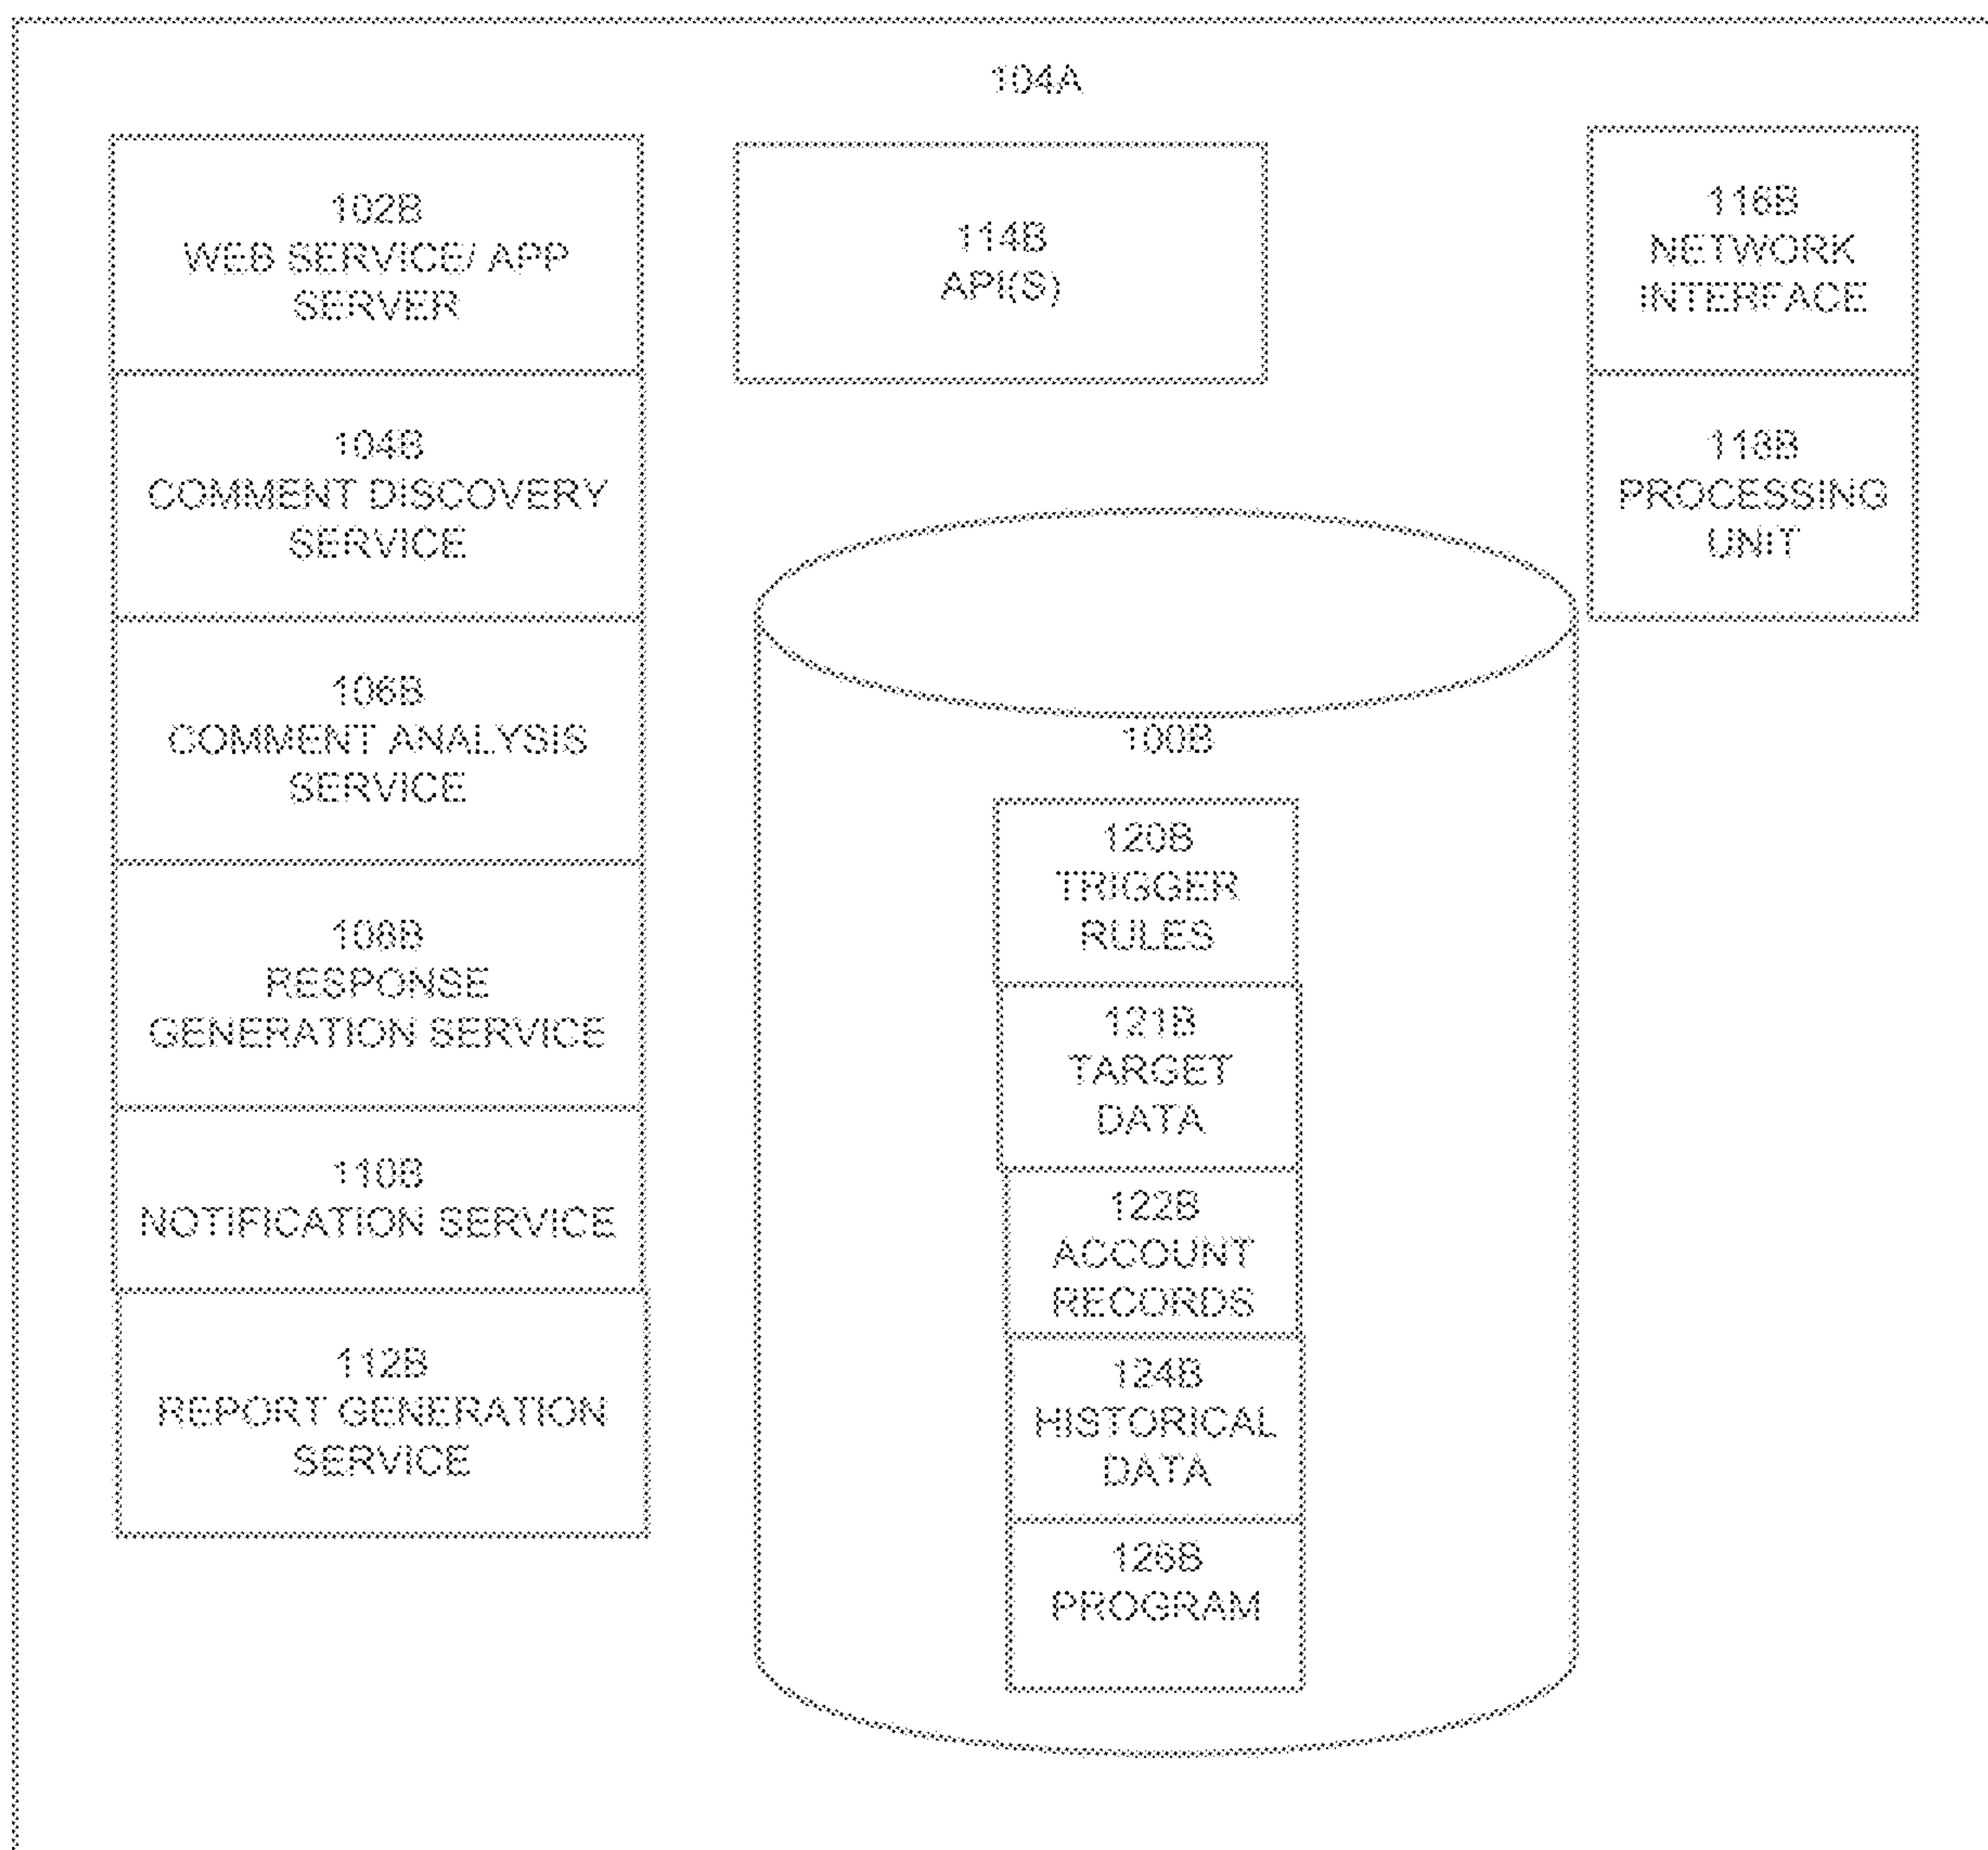 104A
102B
WEB SERVICE/ APP
SERVER
104B
COMMENT DISCOVERY
SERVICE
106B
COMMENT ANALYSIS
SERVICE
108B
RESPONSE
GENERATION SERVICE
110B
NOTIFICATION SERVICE
112B
REPORT GENERATION
SERVICE
114B
API(S)
116B
NETWORK
INTERFACE
118B
PROCESSING
UNIT
100B
120B
TRIGGER
RULES
121B
TARGET
DATA
122B
ACCOUNT
RECORDS
124B
HISTORICAL
DATA
126B
PROGRAM